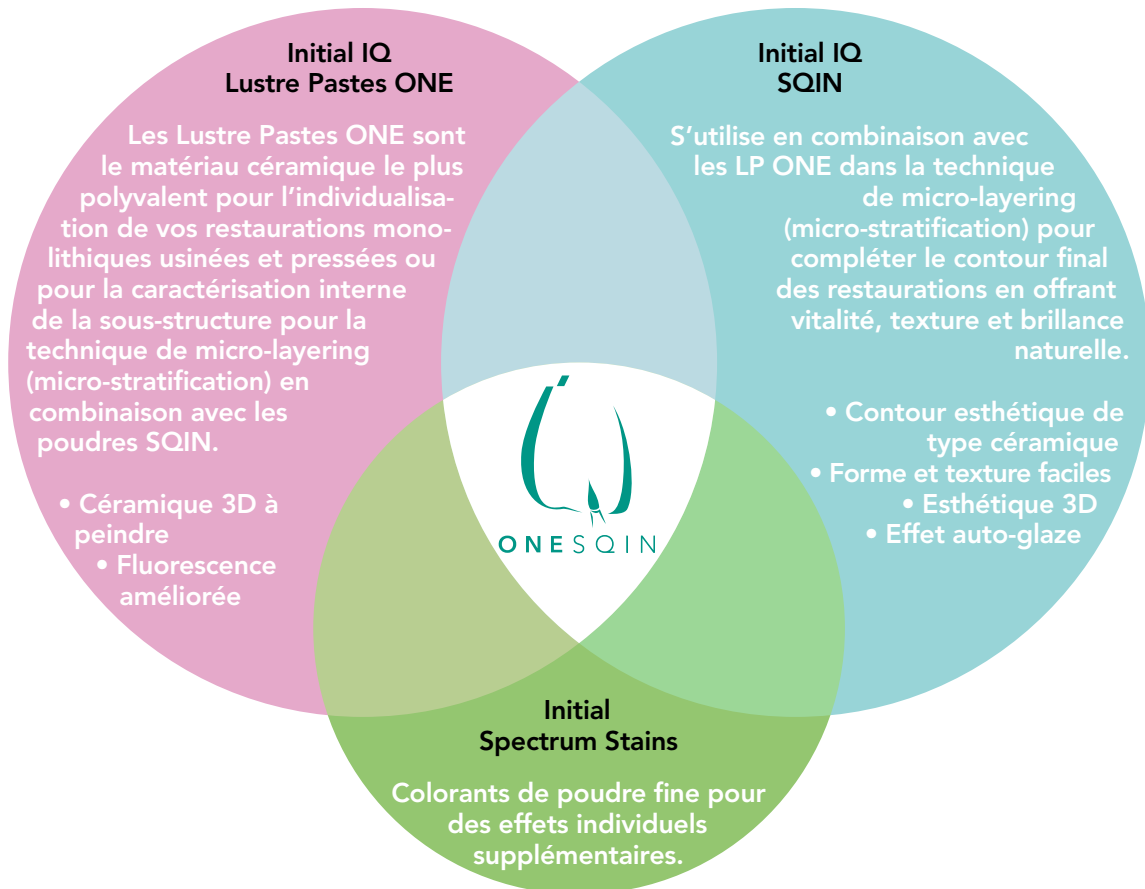 Initial IQ
Lustre Pastes ONE
Les Lustre Pastes ONE sont
le matériau céramique le plus
polyvalent pour l’individualisa-
tion de vos restaurations mono-
lithiques usinées et pressées ou
pour la caractérisation interne
de la sous-structure pour la
technique de micro-layering
(micro-stratification) en
combinaison avec les
poudres SQIN.
• Céramique 3D à
peindre
• Fluorescence
améliorée
Initial IQ
SQIN
S’utilise en combinaison avec
les LP ONE dans la technique
de micro-layering
(micro-stratification) pour
compléter le contour final
des restaurations en offrant
vitalité, texture et brillance
naturelle.
• Contour esthétique de
type céramique
• Forme et texture faciles
• Esthétique 3D
• Effet auto-glaze
ONESQIN
Initial
Spectrum Stains
Colorants de poudre fine pour
des effets individuels
supplémentaires.